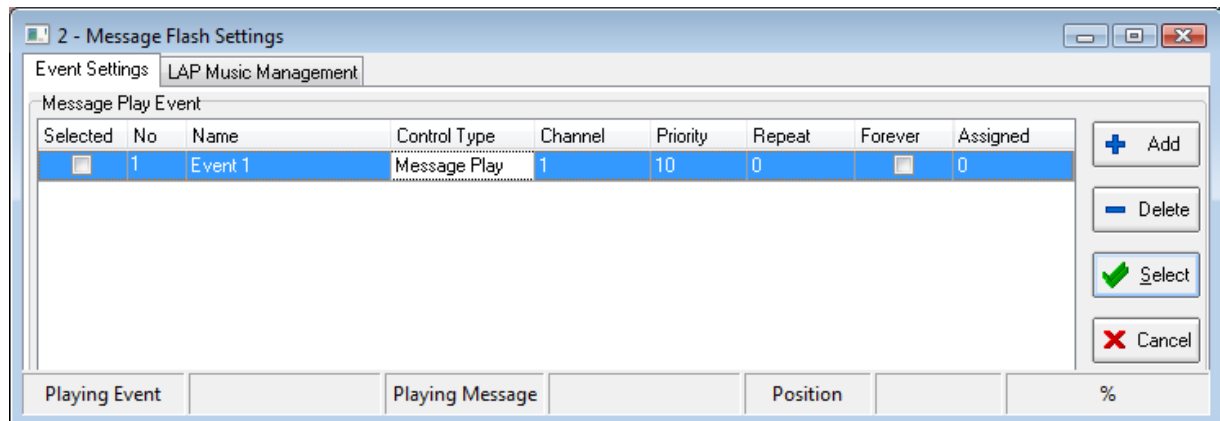 2 - Message Flash Settings
Event Settings LAP Music Management
Message Play Event
Selected No Name Control Type Channel Priority Repeat Forever Assigned
1 Event 1 Message Play 1 10 0 0
Add
Delete
Select
Cancel
Playing Event Playing Message Position %